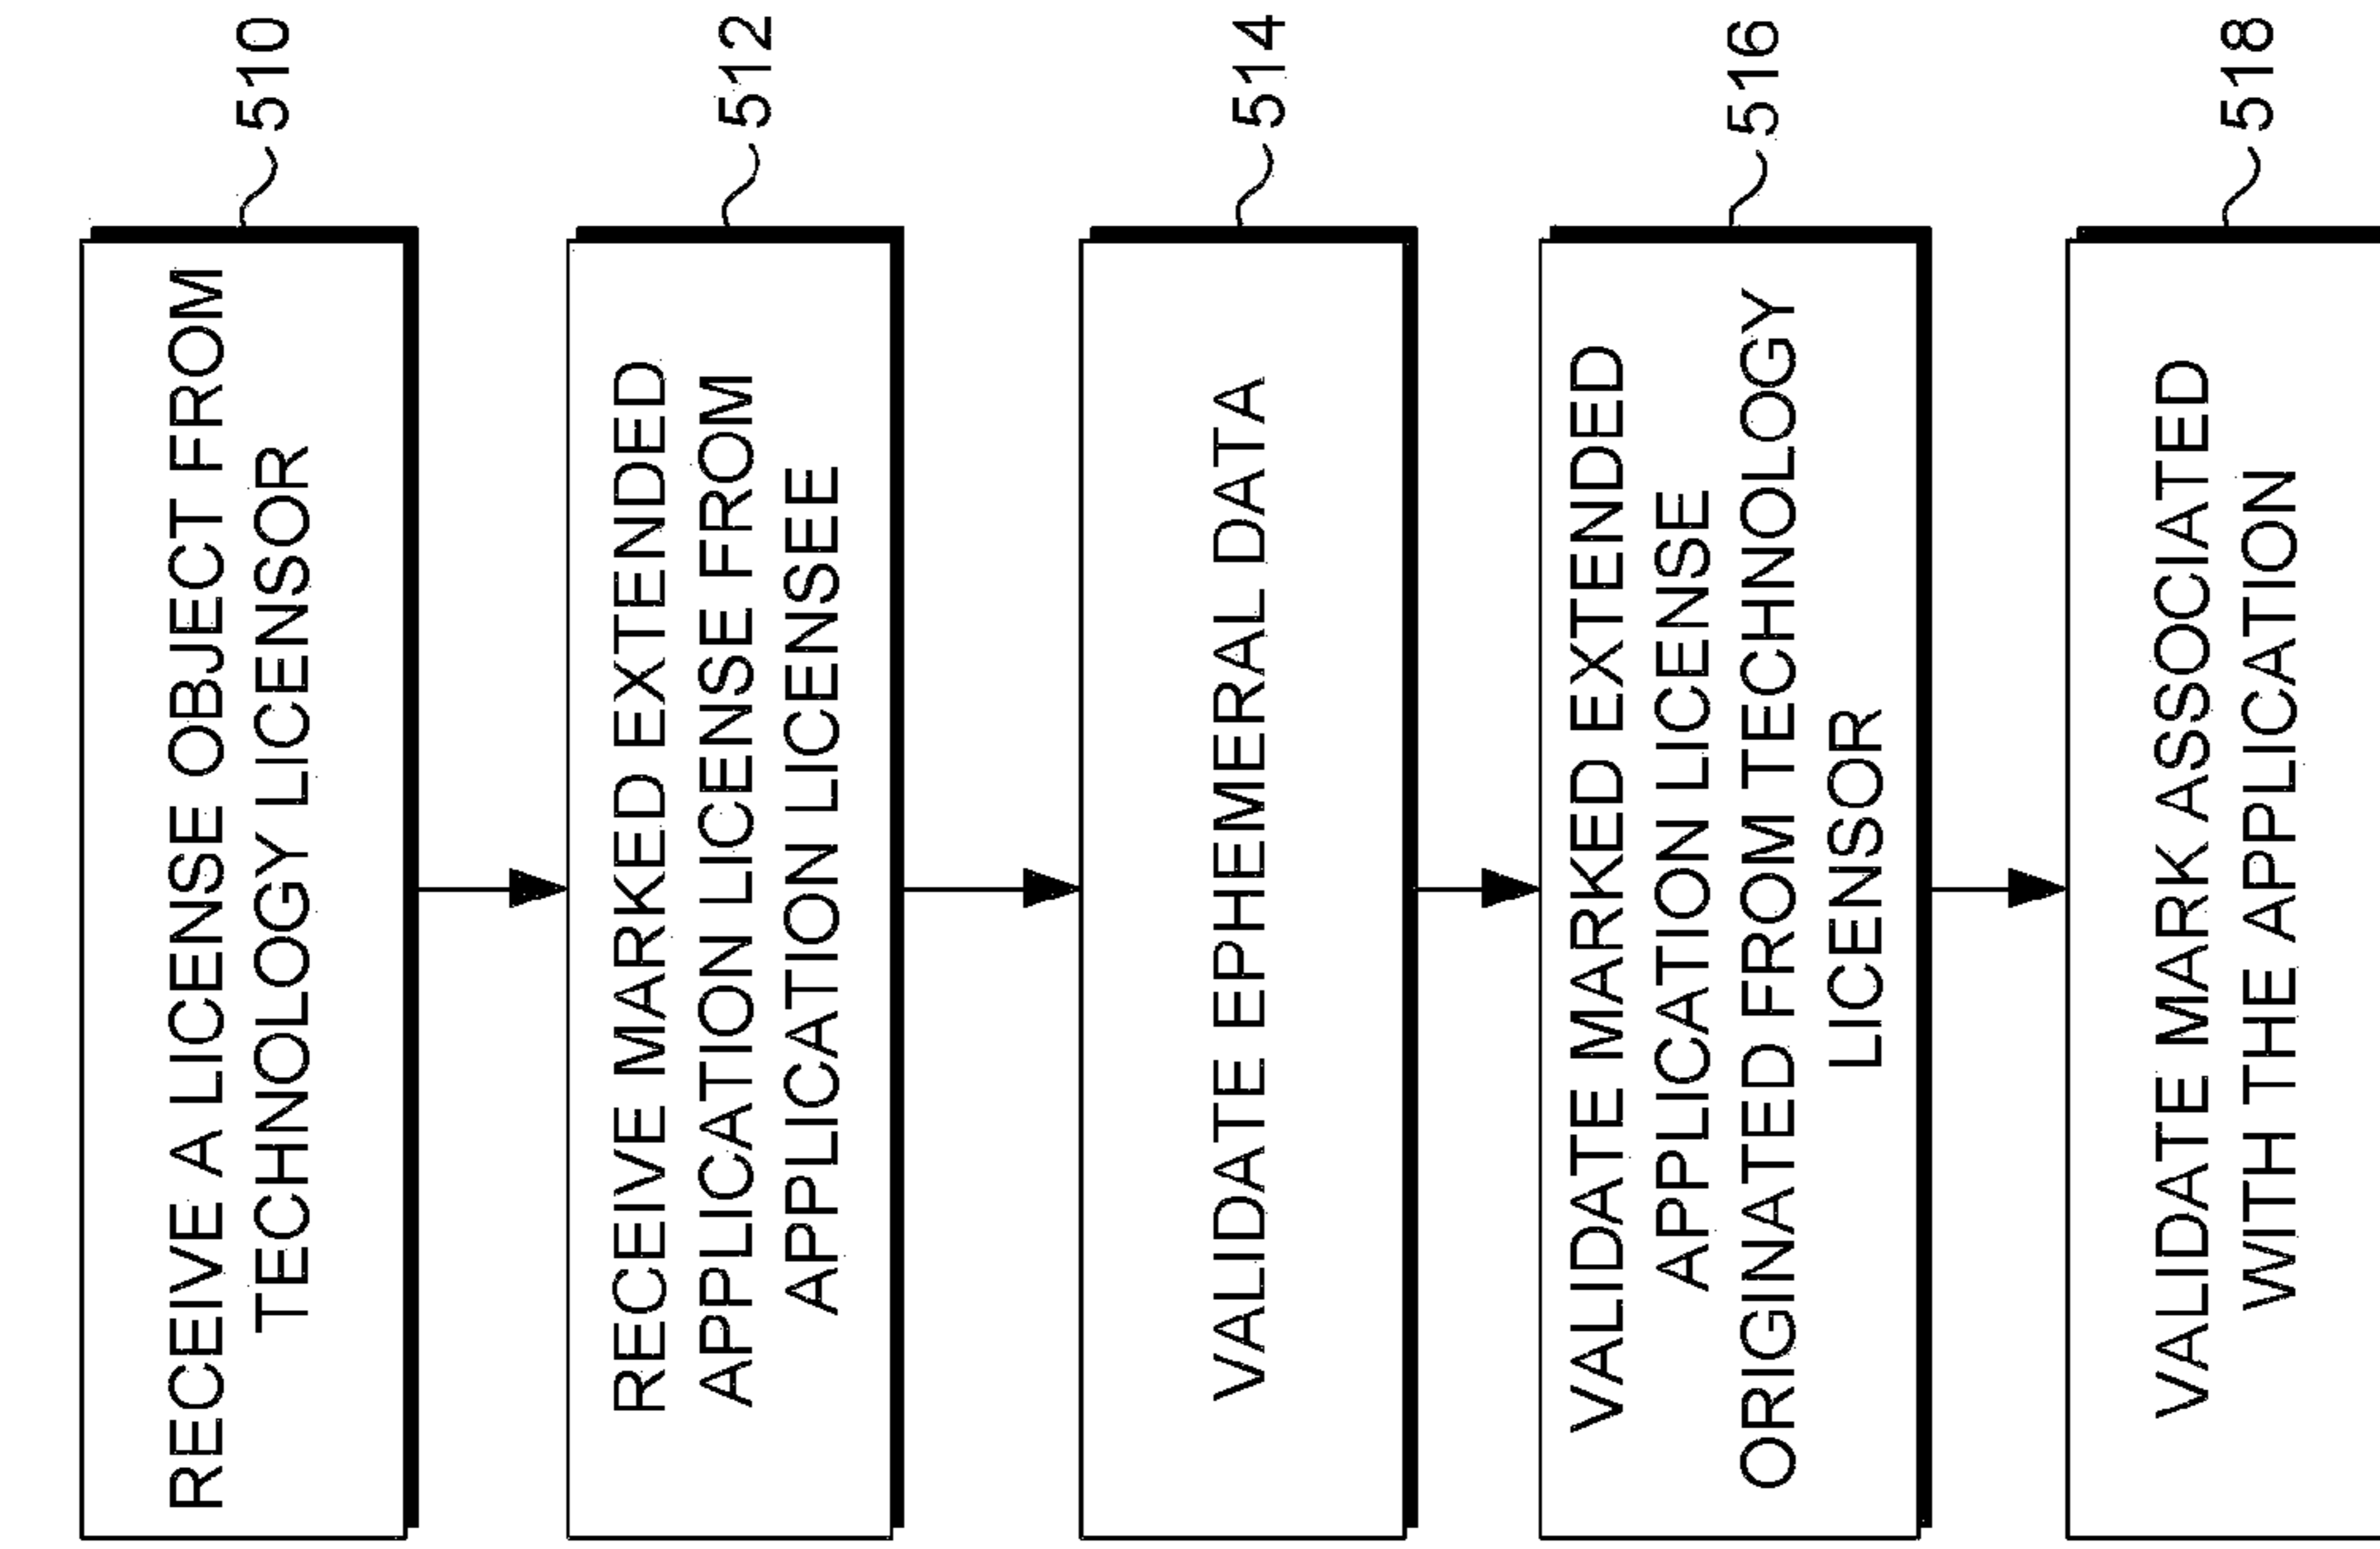 RECEIVE A LICENSE OBJECT FROM
TECHNOLOGY LICENSOR
510
RECEIVE MARKED EXTENDED
APPLICATION LICENSE FROM
APPLICATION LICENSEE
512
VALIDATE EPHEMERAL DATA
514
VALIDATE MARKED EXTENDED
APPLICATION LICENSE
ORIGINATED FROM TECHNOLOGY
LICENSOR
516
VALIDATE MARK ASSOCIATED
WITH THE APPLICATION
518